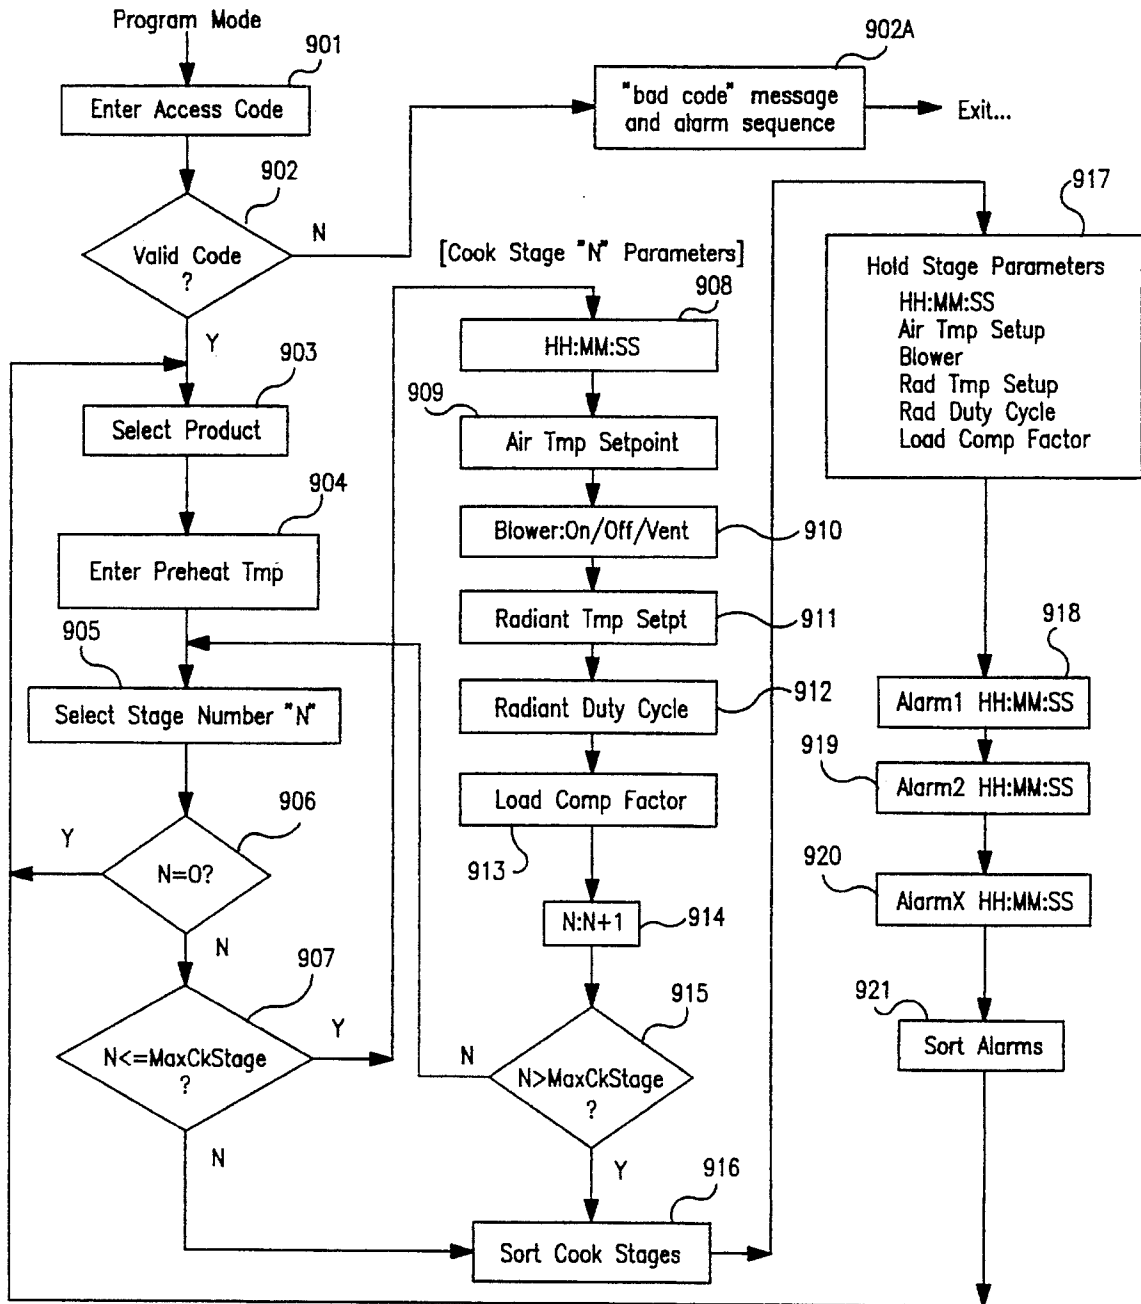 Program Mode
901
Enter Access Code
902A
"bad code" message
and alarm sequence
Exit...
902
Valid Code
?
N
Y
903
Select Product
904
Enter Preheat Tmp
905
Select Stage Number "N"
906
N=0?
Y
N
907
N<=MaxCkStage
?
Y
N
[Cook Stage "N" Parameters]
908
HH:MM:SS
909
Air Tmp Setpoint
Blower:On/Off/Vent
910
Radiant Tmp Setpt
911
Radiant Duty Cycle
912
Load Comp Factor
913
N:N+1
914
915
N>MaxCkStage
?
N
Y
916
Sort Cook Stages
917
Hold Stage Parameters
HH:MM:SS
Air Tmp Setup
Blower
Rad Tmp Setup
Rad Duty Cycle
Load Comp Factor
918
Alarm1 HH:MM:SS
919
Alarm2 HH:MM:SS
920
AlarmX HH:MM:SS
921
Sort Alarms